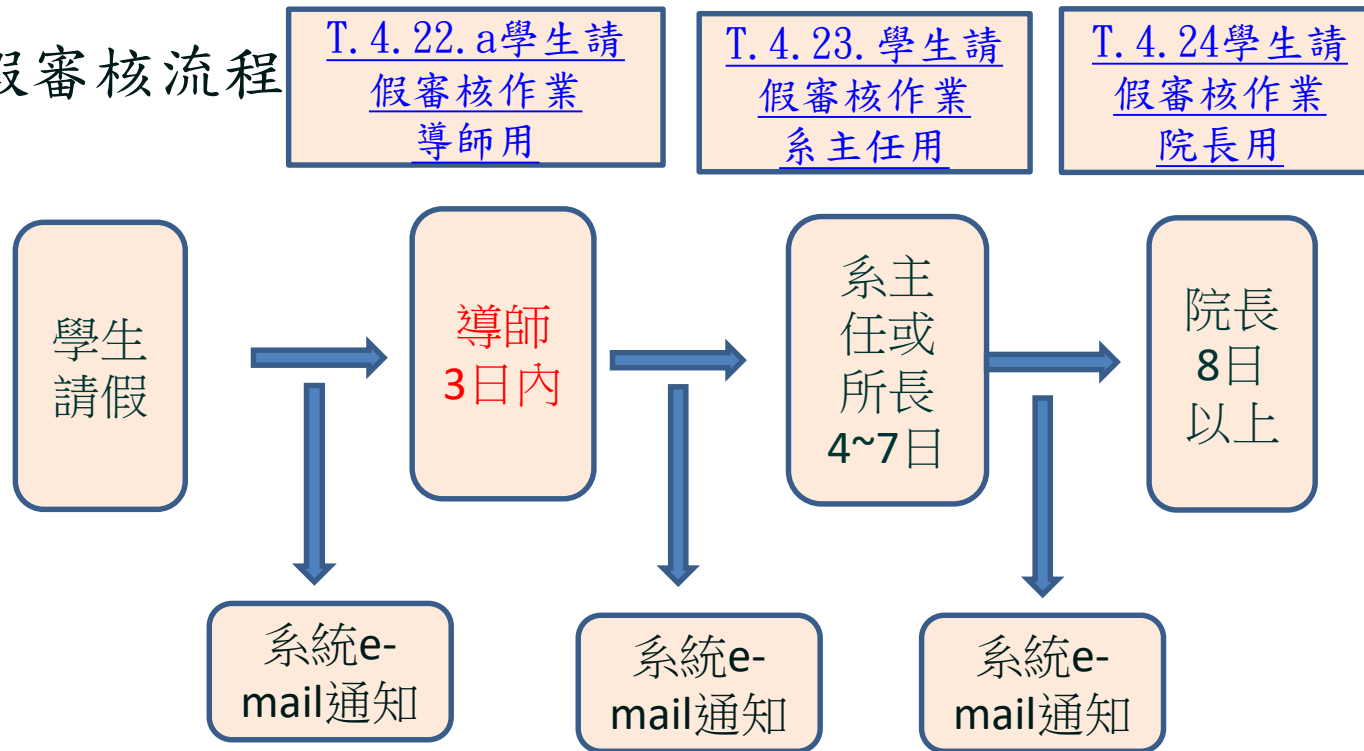 假審核流程
T.4.22.a學生請
假審核作業
導師用
T.4.23.學生請
假審核作業
系主任用
T.4.24學生請
假審核作業
院長用
學生
請假
導師
3日內
系主
任或
所長
4~7日
院長
8日
以上
系統e-
mail通知
系統e-
mail通知
系統e-
mail通知